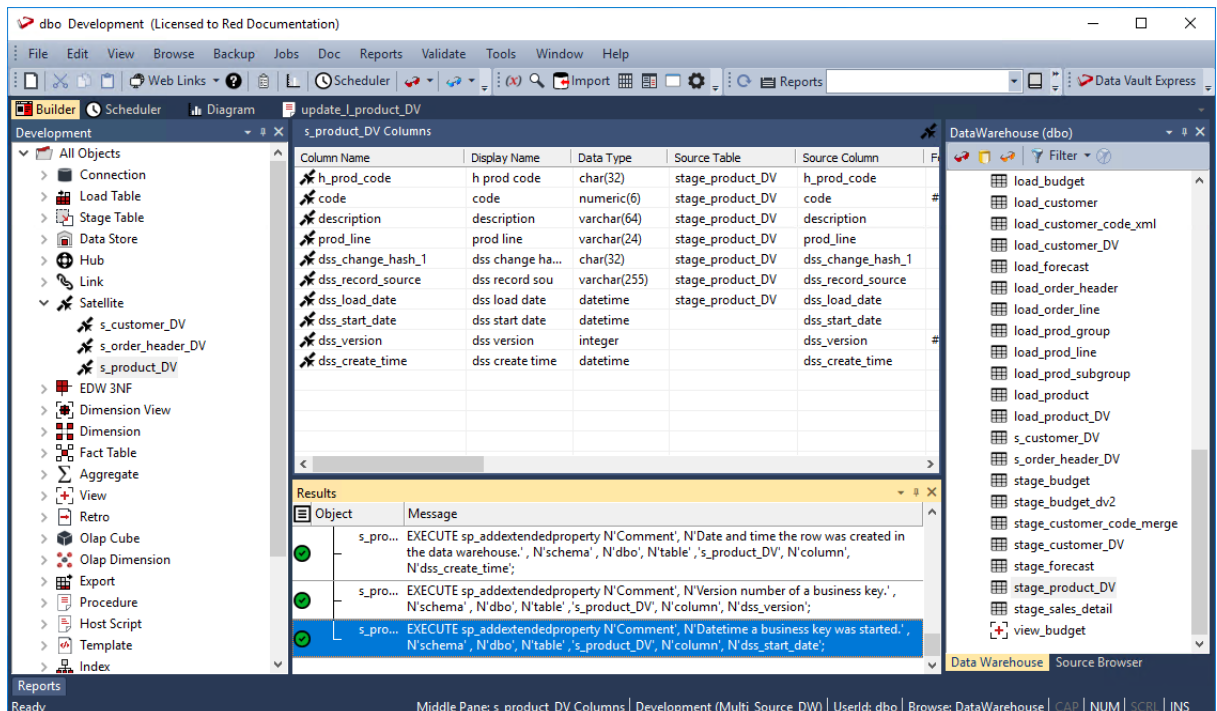 dbo Development (Licensed to Red Documentation)
File Edit View Browse Backup Jobs Doc Reports Validate Tools Window Help
Web Links Scheduler (x) Import Reports Data Vault Express
Builder Scheduler Diagram update_l_product_DV
Development
All Objects
Connection
Load Table
Stage Table
Data Store
Hub
Link
Satellite
s_customer_DV
s_order_header_DV
s_product_DV
EDW 3NF
Dimension View
Dimension
Fact Table
Aggregate
View
Retro
Olap Cube
Olap Dimension
Export
Procedure
Host Script
Template
Index
s_product_DV Columns
Column Name Display Name Data Type Source Table Source Column
h_prod_code h prod code char(32) stage_product_DV h_prod_code
code code numeric(6) stage_product_DV code #
description description varchar(64) stage_product_DV description
prod_line prod line varchar(24) stage_product_DV prod_line
dss_change_hash_1 dss change ha... char(32) stage_product_DV dss_change_hash_1
dss_record_source dss record sou varchar(255) stage_product_DV dss_record_source
dss_load_date dss load date datetime stage_product_DV dss_load_date
dss_start_date dss start date datetime dss_start_date
dss_version dss version integer dss_version #
dss_create_time dss create time datetime dss_create_time
Results
Object Message
s_pro... EXECUTE sp_addextendedproperty N'Comment', N'Date and time the row was created in
the data warehouse.' , N'schema' , N'dbo', N'table' ,'s_product_DV', N'column',
N'dss_create_time';
s_pro... EXECUTE sp_addextendedproperty N'Comment', N'Version number of a business key.' ,
N'schema' , N'dbo', N'table' ,'s_product_DV', N'column', N'dss_version';
s_pro... EXECUTE sp_addextendedproperty N'Comment', N'Datetime a business key was started.' ,
N'schema' , N'dbo', N'table' ,'s_product_DV', N'column', N'dss_start_date';
DataWarehouse (dbo)
Filter
load_budget
load_customer
load_customer_code_xml
load_customer_DV
load_forecast
load_order_header
load_order_line
load_prod_group
load_prod_line
load_prod_subgroup
load_product
load_product_DV
s_customer_DV
s_order_header_DV
stage_budget
stage_budget_dv2
stage_customer_code_merge
stage_customer_DV
stage_forecast
stage_product_DV
stage_sales_detail
view_budget
Data Warehouse Source Browser
Reports
Ready Middle Pane: s_product_DV Columns Development (Multi_Source_DW) UserId: dbo Browse: DataWarehouse CAP NUM SCRL INS